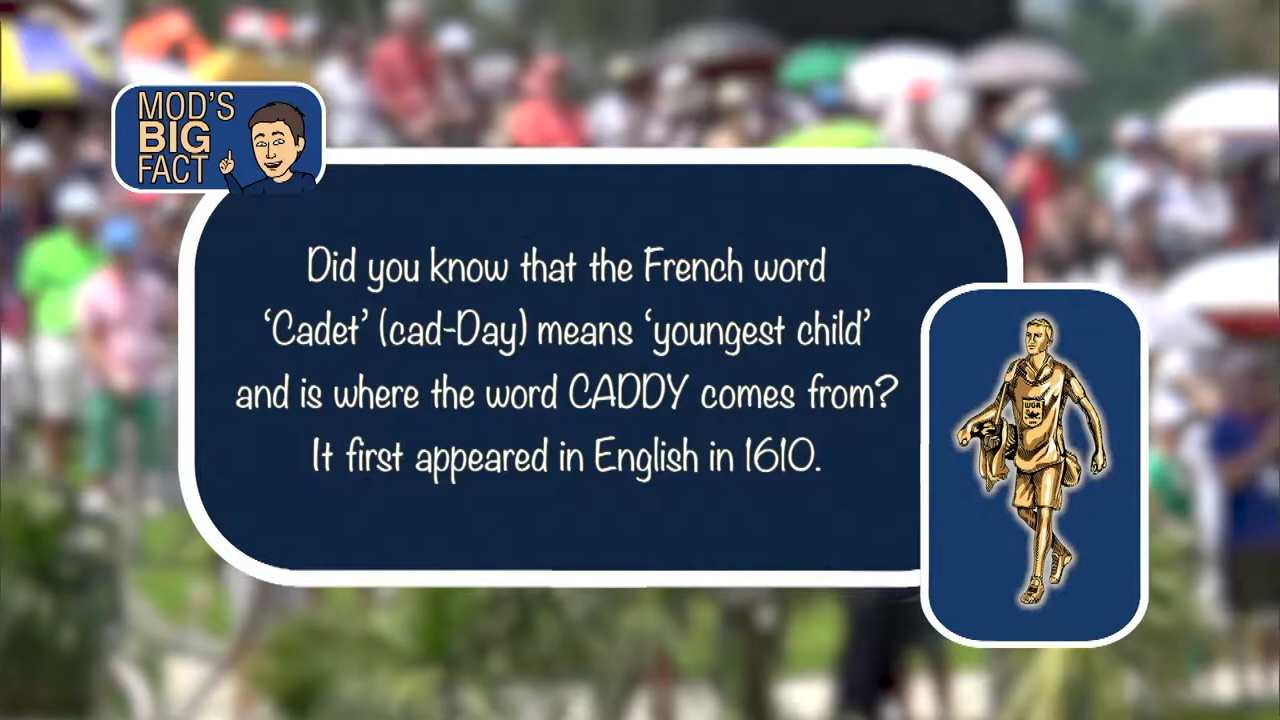 MOD'S
BIG
FACT
Did you know that the French word
‘Cadet’ (cad-Day) means ‘youngest child’
and is where the word CADDY comes from?
It first appeared in English in 1610.
WGA